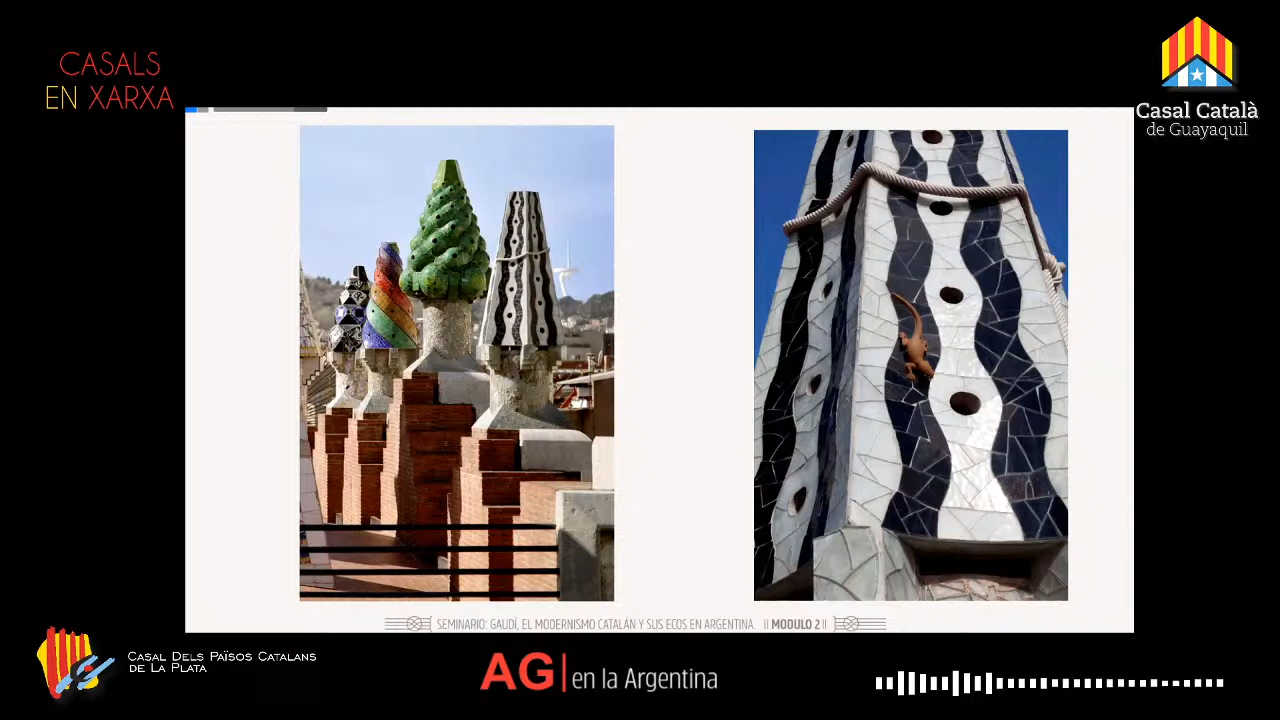 CASALS
EN XARXA
Casal Català
de Guayaquil
SEMINARIO: GAUDÍ, EL MODERNISMO CATALAN Y SUS ECOS EN ARGENTINA || MODULO 2 ||
CASAL DELS PAÏSOS CATALANS
DE LA PLATA
AG| en la Argentina